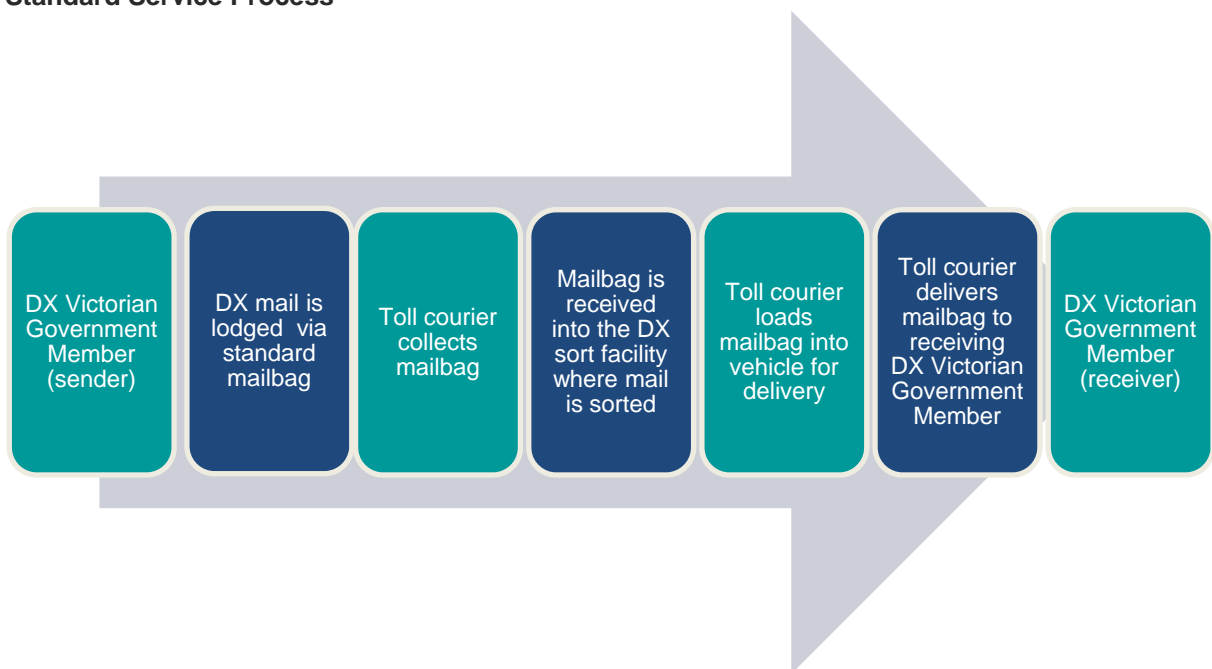 Standard Service Process
DX Victorian
Government
Member
(sender)
DX mail is
lodged via
standard
mailbag
Toll courier
collects
mailbag
Mailbag is
received
into the DX
sort facility
where mail
is sorted
Toll courier
loads
mailbag into
vehicle for
delivery
Toll courier
delivers
mailbag to
receiving
DX Victorian
Government
Member
DX Victorian
Government
Member
(receiver)